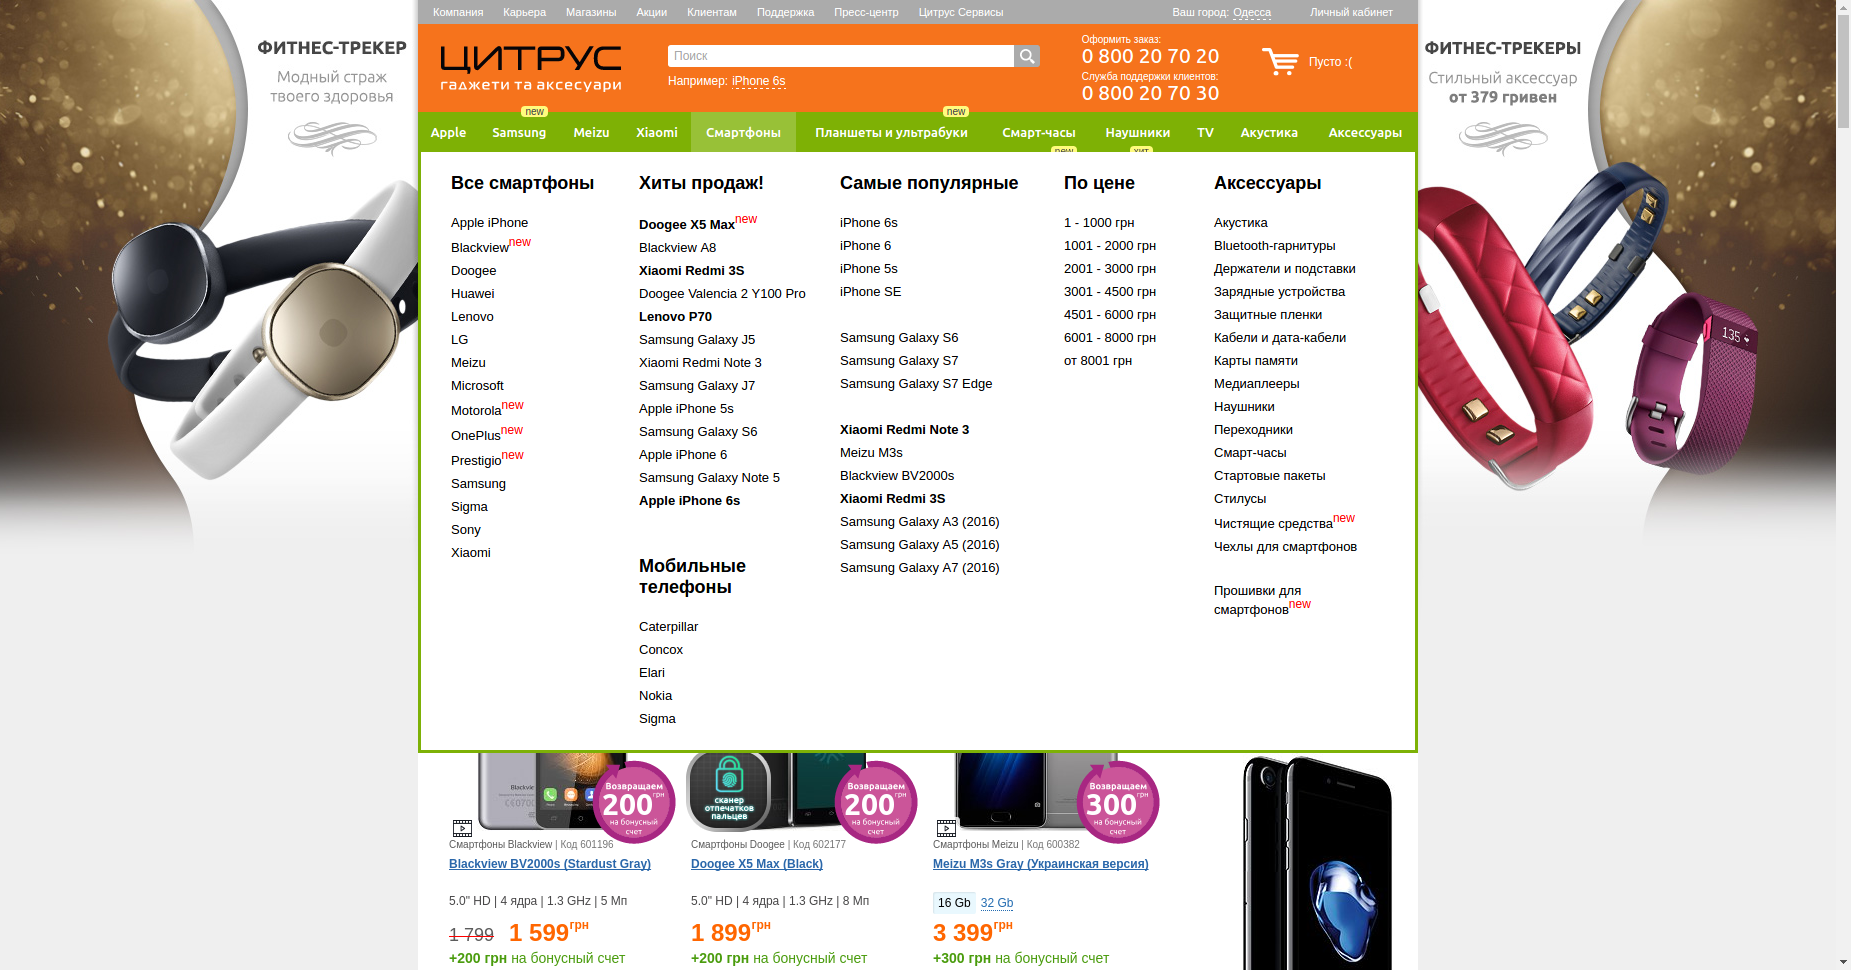 Компания Карьера Магазины Акции Клиентам Поддержка Пресс-центр Цитрус Сервисы Ваш город: Одесса Личный кабинет
ФИТНЕС-ТРЕКЕР
Модный страж
твоего здоровья
ЦИТРУС
гаджети та аксесуари
Поиск
Например: iPhone 6s
Оформить заказ:
0 800 20 70 20
Служба поддержки клиентов:
0 800 20 70 30
Пусто :(
ФИТНЕС-ТРЕКЕРЫ
Стильный аксессуар
от 379 гривен
new new
Apple Samsung Meizu Xiaomi Смартфоны Планшеты и ультрабуки Смарт-часы Наушники TV Акустика Аксессуары
new хит
Все смартфоны
Apple iPhone
Blackview new
Doogee
Huawei
Lenovo
LG
Meizu
Microsoft
Motorola new
OnePlus new
Prestigio new
Samsung
Sigma
Sony
Xiaomi
Хиты продаж!
Doogee X5 Max new
Blackview A8
Xiaomi Redmi 3S
Doogee Valencia 2 Y100 Pro
Lenovo P70
Samsung Galaxy J5
Xiaomi Redmi Note 3
Samsung Galaxy J7
Apple iPhone 5s
Samsung Galaxy S6
Apple iPhone 6
Samsung Galaxy Note 5
Apple iPhone 6s
Мобильные
телефоны
Caterpillar
Concox
Elari
Nokia
Sigma
Самые популярные
iPhone 6s
iPhone 6
iPhone 5s
iPhone SE
Samsung Galaxy S6
Samsung Galaxy S7
Samsung Galaxy S7 Edge
Xiaomi Redmi Note 3
Meizu M3s
Blackview BV2000s
Xiaomi Redmi 3S
Samsung Galaxy A3 (2016)
Samsung Galaxy A5 (2016)
Samsung Galaxy A7 (2016)
По цене
1 - 1000 грн
1001 - 2000 грн
2001 - 3000 грн
3001 - 4500 грн
4501 - 6000 грн
6001 - 8000 грн
от 8001 грн
Аксессуары
Акустика
Bluetooth-гарнитуры
Держатели и подставки
Зарядные устройства
Защитные пленки
Кабели и дата-кабели
Карты памяти
Медиаплееры
Наушники
Переходники
Смарт-часы
Стартовые пакеты
Стилусы
Чистящие средства new
Чехлы для смартфонов
Прошивки для
смартфонов new
135
Возвращаем
200 грн
на бонусный
счет
Смартфоны Blackview | Код 601196
Blackview BV2000s (Stardust Gray)
5.0" HD | 4 ядра | 1.3 GHz | 5 Мп
1 799 1 599 грн
+200 грн на бонусный счет
сканер
отпечатков
пальцев
Возвращаем
200 грн
на бонусный
счет
Смартфоны Doogee | Код 602177
Doogee X5 Max (Black)
5.0" HD | 4 ядра | 1.3 GHz | 8 Мп
1 899 грн
+200 грн на бонусный счет
Возвращаем
300 грн
на бонусный
счет
Смартфоны Meizu | Код 600382
Meizu M3s Gray (Украинская версия)
16 Gb 32 Gb
3 399 грн
+300 грн на бонусный счет